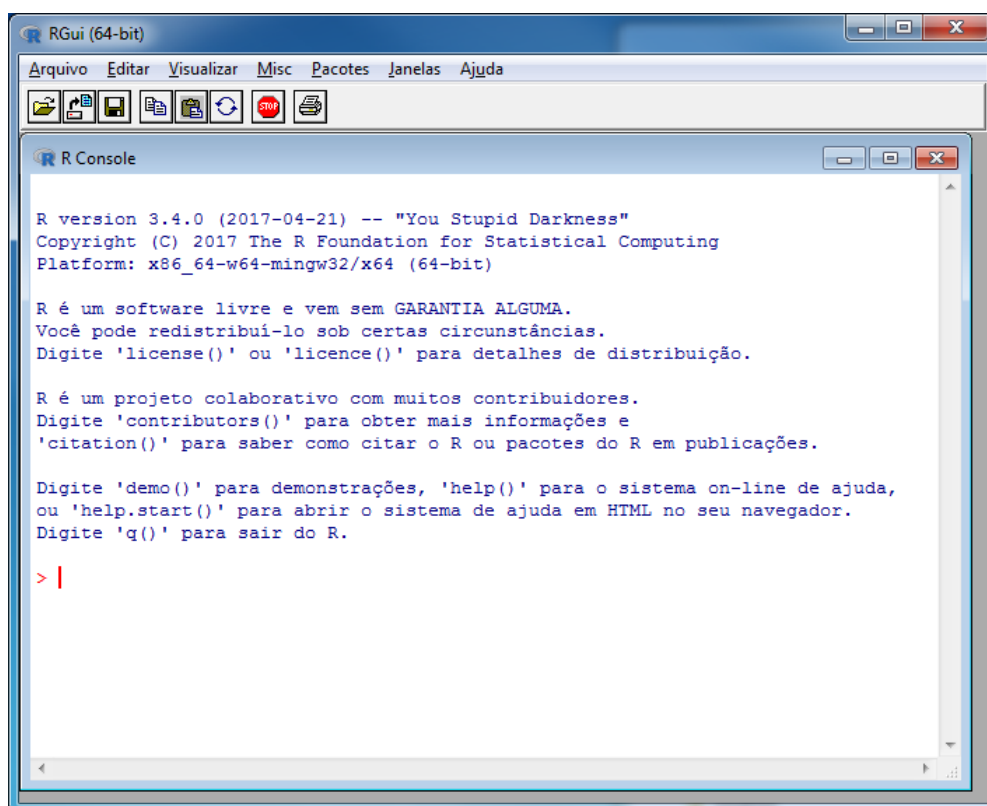 RGui (64-bit)
Arquivo Editar Visualizar Misc Pacotes Janelas Ajuda
STOP
R Console
R version 3.4.0 (2017-04-21) -- "You Stupid Darkness"
Copyright (C) 2017 The R Foundation for Statistical Computing
Platform: x86_64-w64-mingw32/x64 (64-bit)
R é um software livre e vem sem GARANTIA ALGUMA.
Você pode redistribuí-lo sob certas circunstâncias.
Digite 'license()' ou 'licence()' para detalhes de distribuição.
R é um projeto colaborativo com muitos contribuidores.
Digite 'contributors()' para obter mais informações e
'citation()' para saber como citar o R ou pacotes do R em publicações.
Digite 'demo()' para demonstrações, 'help()' para o sistema on-line de ajuda,
ou 'help.start()' para abrir o sistema de ajuda em HTML no seu navegador.
Digite 'q()' para sair do R.
>